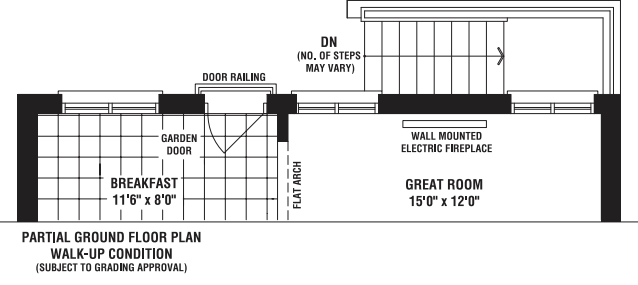 DN
(NO. OF STEPS
MAY VARY)
DOOR RAILING
GARDEN
DOOR
WALL MOUNTED
ELECTRIC FIREPLACE
FLAT ARCH
BREAKFAST
11'6" x 8'0"
GREAT ROOM
15'0" x 12'0"
PARTIAL GROUND FLOOR PLAN
WALK-UP CONDITION
(SUBJECT TO GRADING APPROVAL)